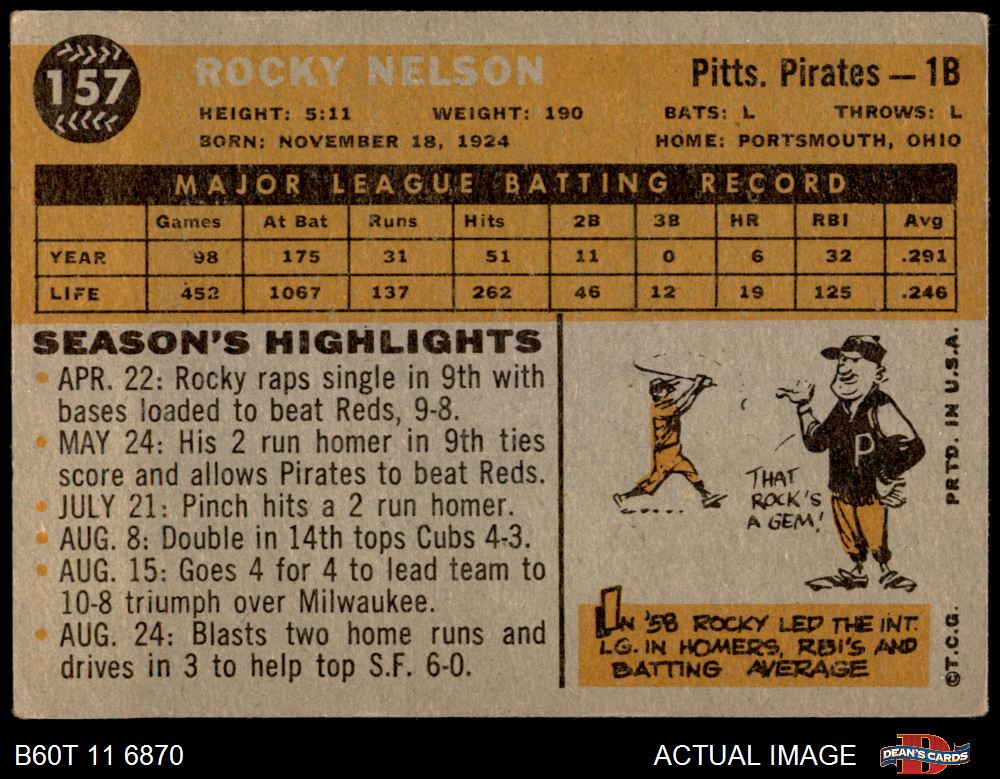 157
ROCKY NELSON
Pitts. Pirates — 1B
HEIGHT: 5:11 WEIGHT: 190 BATS: L THROWS: L
BORN: NOVEMBER 18, 1924 HOME: PORTSMOUTH, OHIO
MAJOR LEAGUE BATTING RECORD
Games At Bat Runs Hits 2B 3B HR RBI Avg
YEAR 98 175 31 51 11 0 6 32 .291
LIFE 452 1067 137 262 46 12 19 125 .246
SEASON'S HIGHLIGHTS
• APR. 22: Rocky raps single in 9th with
bases loaded to beat Reds, 9-8.
• MAY 24: His 2 run homer in 9th ties
score and allows Pirates to beat Reds.
• JULY 21: Pinch hits a 2 run homer.
• AUG. 8: Double in 14th tops Cubs 4-3.
• AUG. 15: Goes 4 for 4 to lead team to
10-8 triumph over Milwaukee.
• AUG. 24: Blasts two home runs and
drives in 3 to help top S.F. 6-0.
P
THAT
ROCK'S
A GEM!
IN '58 ROCKY LED THE INT.
LG. IN HOMERS, RBI'S AND
BATTING AVERAGE
©T.C.G. PRTD. IN U.S.A.
B60T 11 6870
ACTUAL IMAGE
D
DEAN'S CARDS